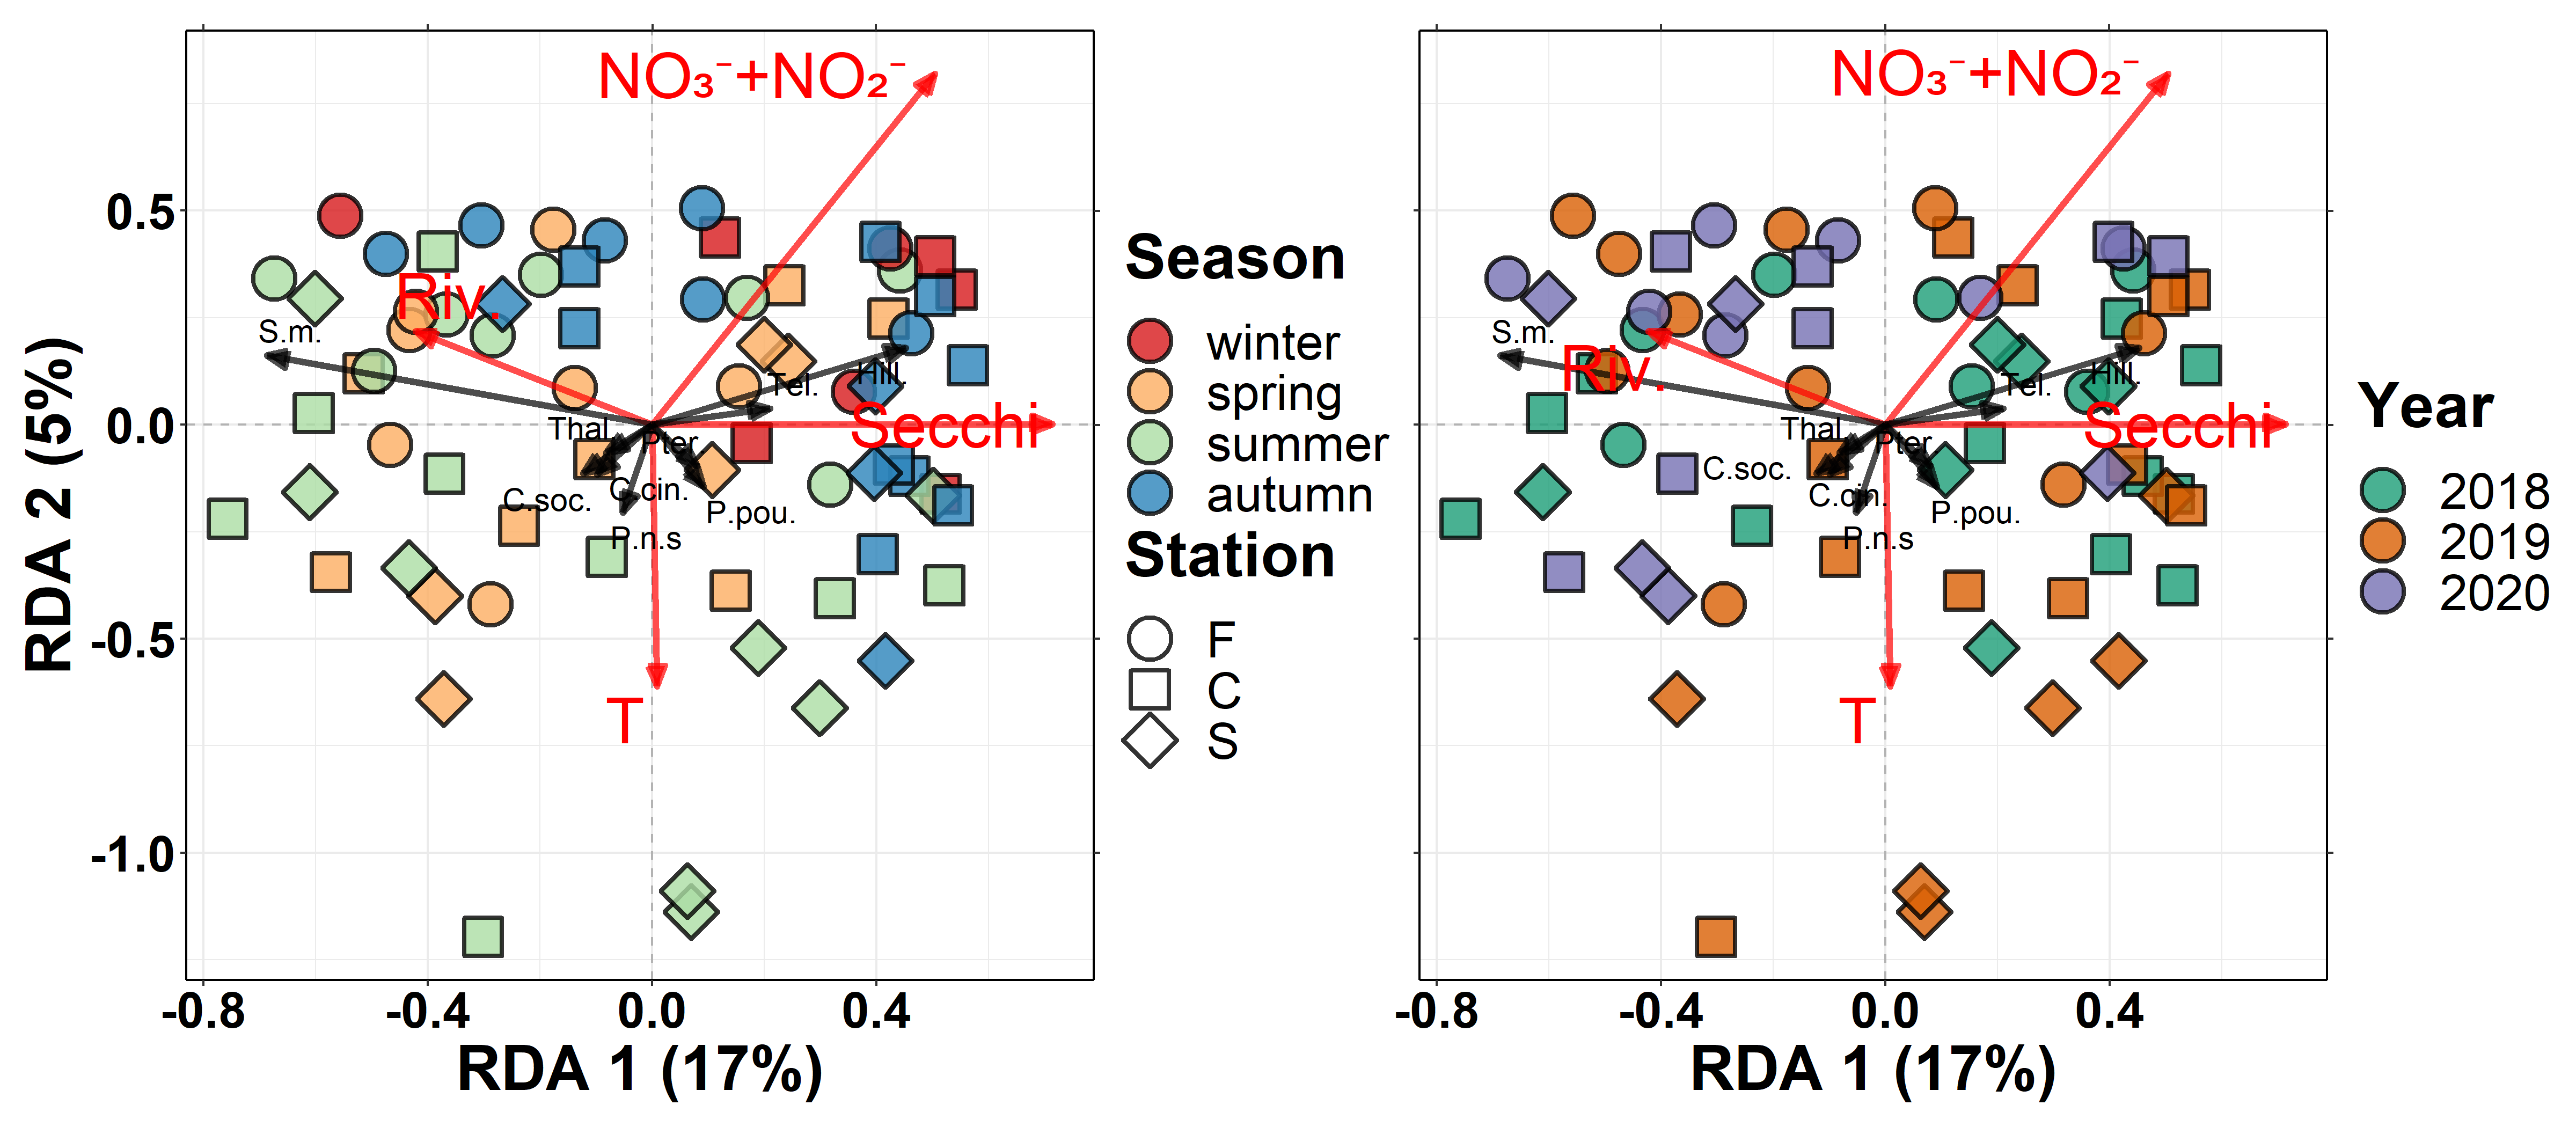 RDA 2 (5%)
0.5
0.0
-0.5
-1.0
NO₃⁻+NO₂⁻
Riv.
S.m.
Tel.
Hill.
Secchi
Thal.
Pter
C.soc.
C.cin.
P.pou.
P.n.s
T
-0.8 -0.4 0.0 0.4
RDA 1 (17%)
Season
winter
spring
summer
autumn
Station
F
C
S
NO₃⁻+NO₂⁻
S.m.
Riv.
Tel.
Hill.
Secchi
Thal.
Pter
C.soc.
C.cin.
P.pou.
P.n.s
T
-0.8 -0.4 0.0 0.4
RDA 1 (17%)
Year
2018
2019
2020